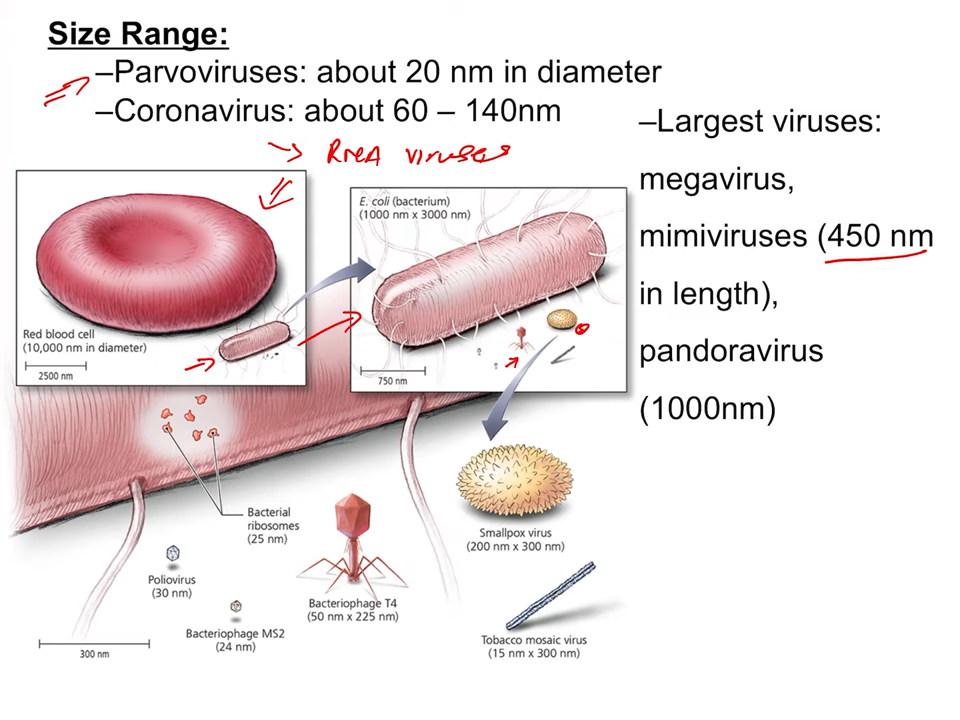 Size Range:
–Parvoviruses: about 20 nm in diameter
–Coronavirus: about 60 – 140nm
RNA viruses
–Largest viruses:
megavirus,
mimiviruses (450 nm
in length),
pandoravirus
(1000nm)
Red blood cell
(10,000 nm in diameter)
2500 nm
E. coli (bacterium)
(1000 nm x 3000 nm)
750 nm
Bacterial
ribosomes
(25 nm)
Poliovirus
(30 nm)
Bacteriophage MS2
(24 nm)
Bacteriophage T4
(50 nm x 225 nm)
Smallpox virus
(200 nm x 300 nm)
Tobacco mosaic virus
(15 nm x 300 nm)
300 nm